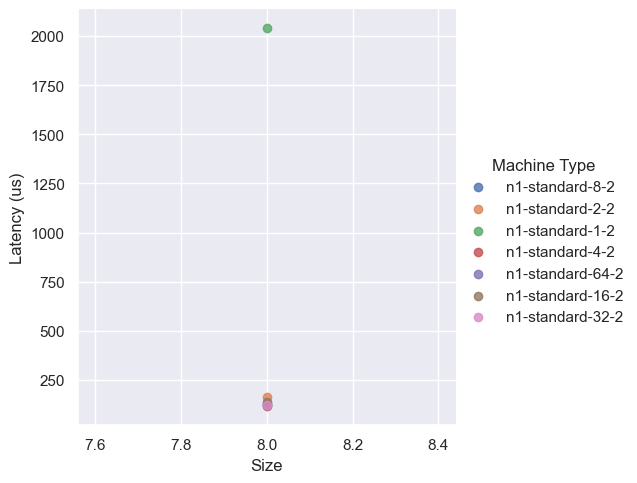 2000
1750
1500
1250
1000
750
500
250
Latency (us)
7.6
7.8
8.0
8.2
8.4
Size
Machine Type
n1-standard-8-2
n1-standard-2-2
n1-standard-1-2
n1-standard-4-2
n1-standard-64-2
n1-standard-16-2
n1-standard-32-2